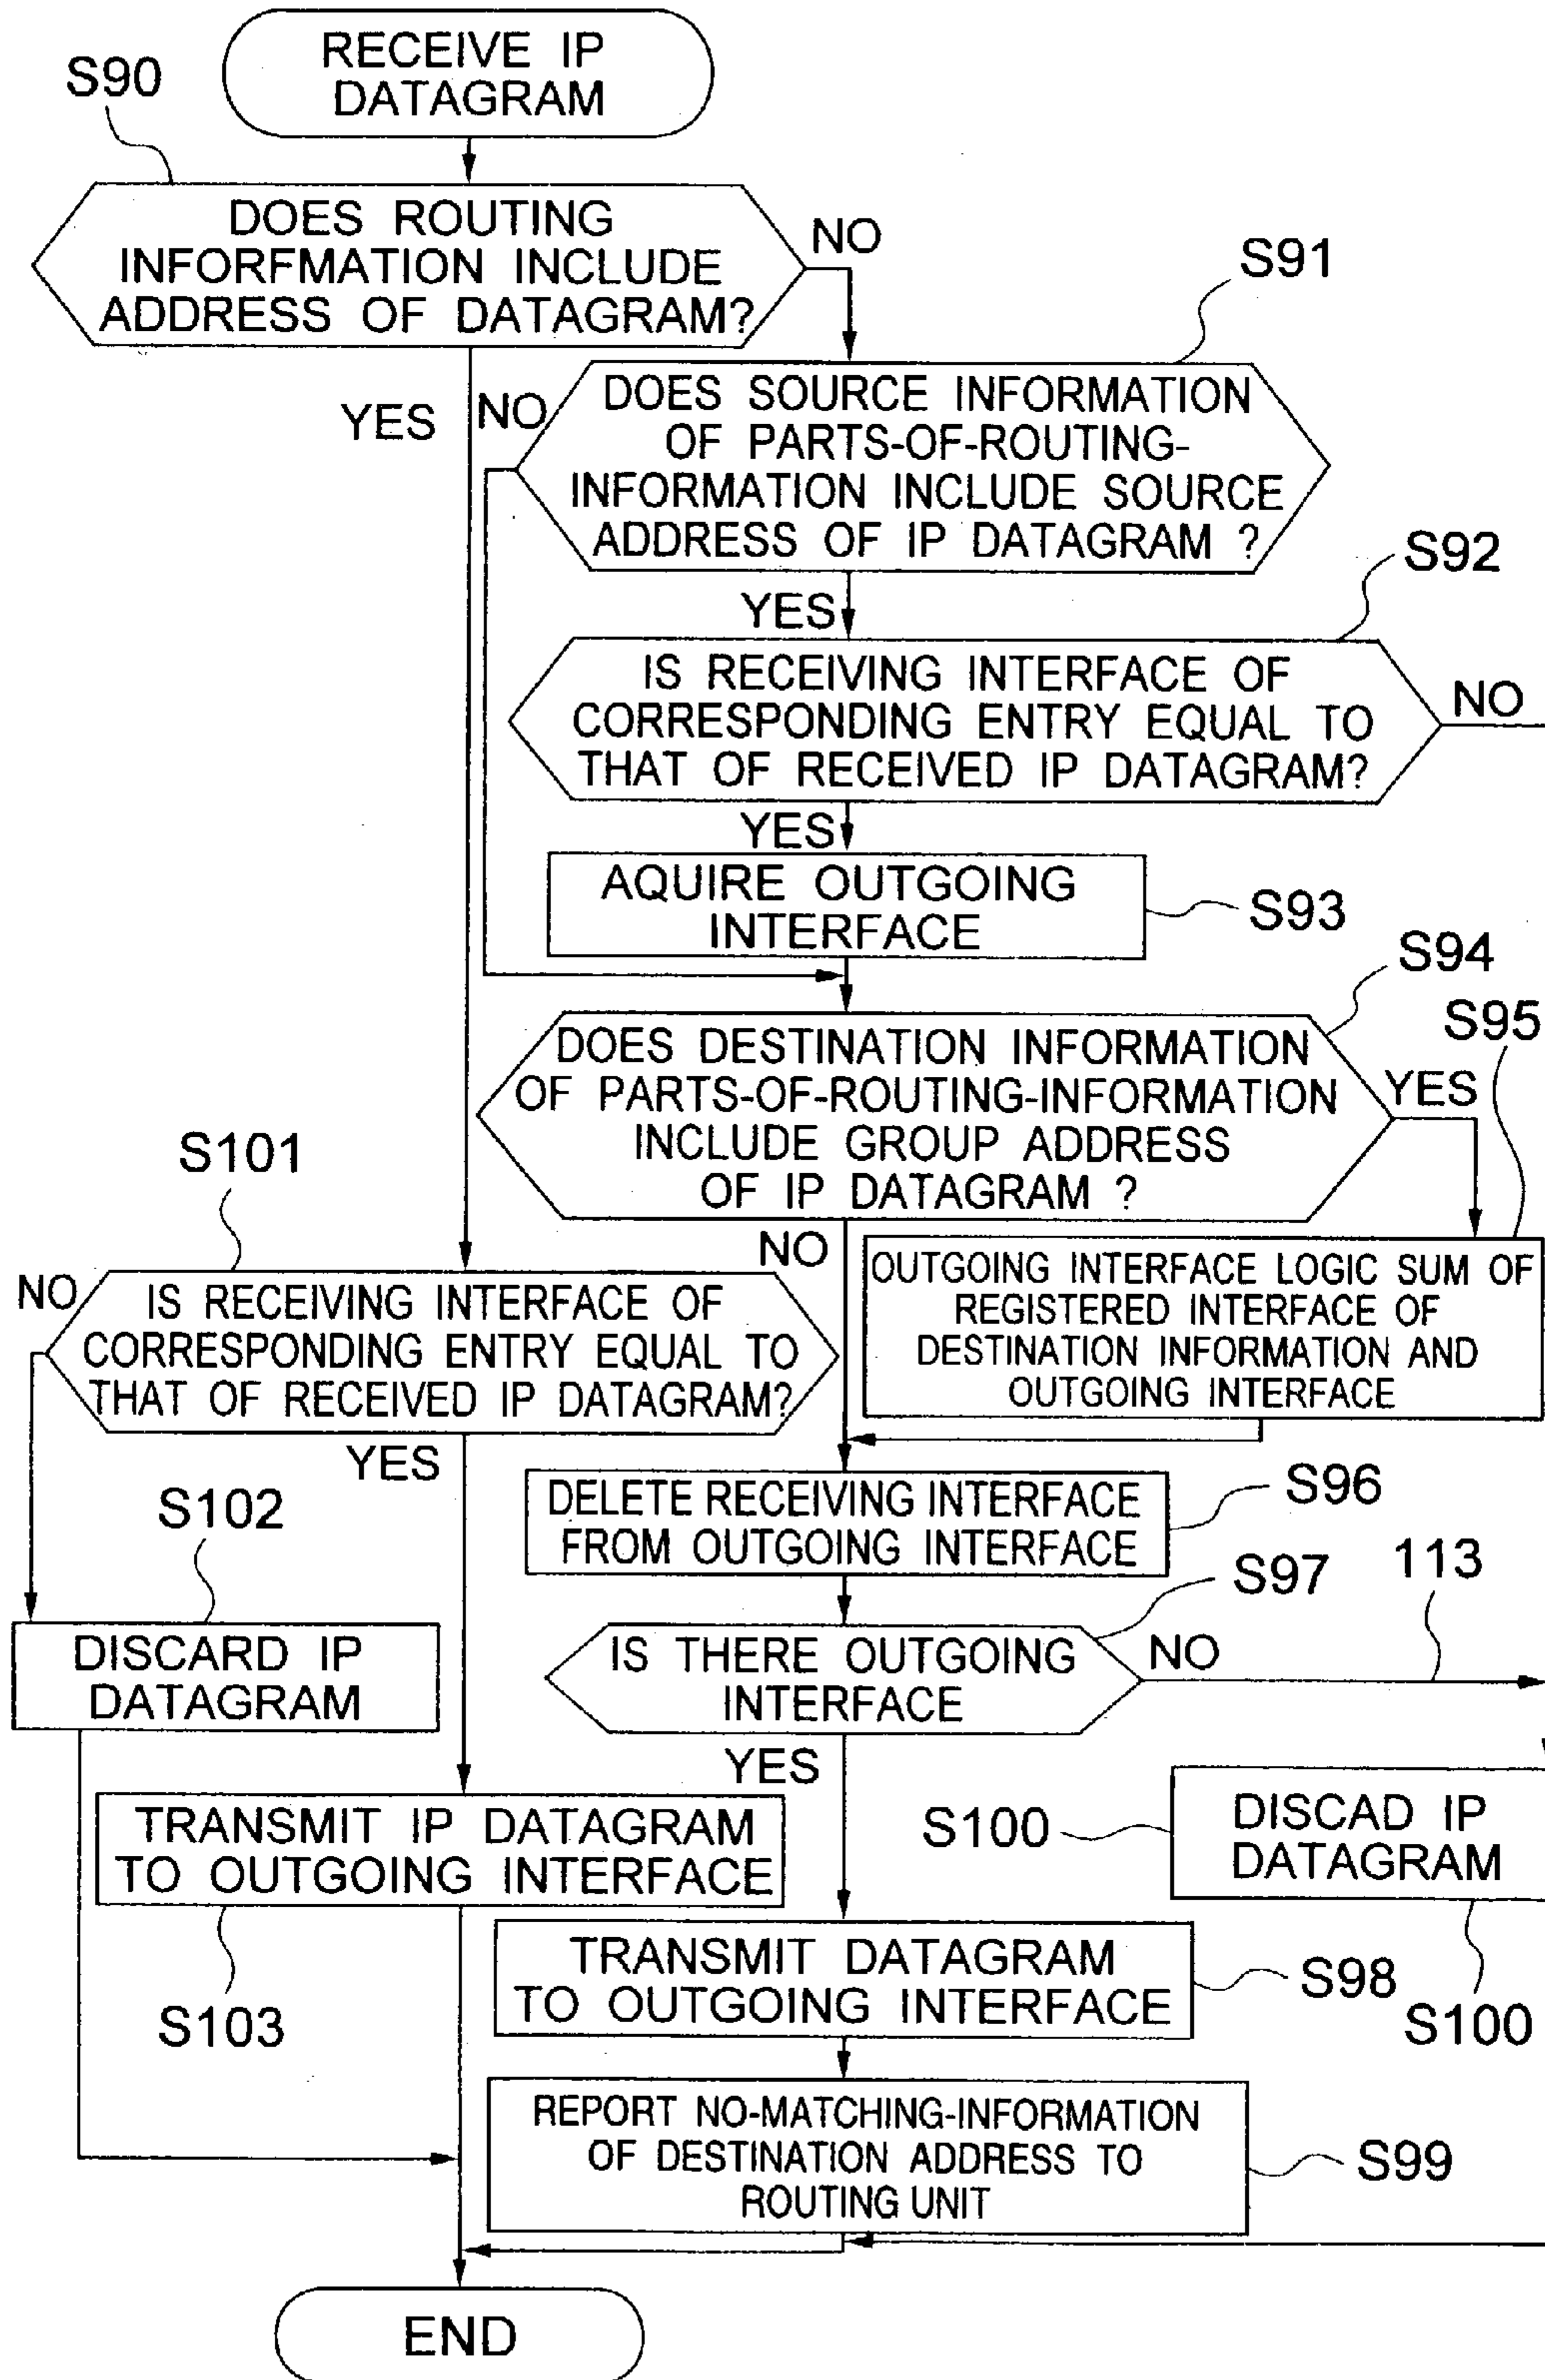 RECEIVE IP
DATAGRAM
S90
DOES ROUTING
INFORFMATION INCLUDE
ADDRESS OF DATAGRAM?
NO
YES
S91
DOES SOURCE INFORMATION
OF PARTS-OF-ROUTING-
INFORMATION INCLUDE SOURCE
ADDRESS OF IP DATAGRAM ?
NO
YES
S92
IS RECEIVING INTERFACE OF
CORRESPONDING ENTRY EQUAL TO
THAT OF RECEIVED IP DATAGRAM?
NO
YES
AQUIRE OUTGOING
INTERFACE
S93
S94
DOES DESTINATION INFORMATION
OF PARTS-OF-ROUTING-INFORMATION
INCLUDE GROUP ADDRESS
OF IP DATAGRAM ?
YES
NO
S95
OUTGOING INTERFACE LOGIC SUM OF
REGISTERED INTERFACE OF
DESTINATION INFORMATION AND
OUTGOING INTERFACE
S101
IS RECEIVING INTERFACE OF
CORRESPONDING ENTRY EQUAL TO
THAT OF RECEIVED IP DATAGRAM?
NO
YES
DELETE RECEIVING INTERFACE
FROM OUTGOING INTERFACE
S96
S102
DISCARD IP
DATAGRAM
S97
113
IS THERE OUTGOING
INTERFACE
NO
YES
TRANSMIT IP DATAGRAM
TO OUTGOING INTERFACE
S103
S100
DISCAD IP
DATAGRAM
S100
TRANSMIT DATAGRAM
TO OUTGOING INTERFACE
S98
REPORT NO-MATCHING-INFORMATION
OF DESTINATION ADDRESS TO
ROUTING UNIT
S99
END